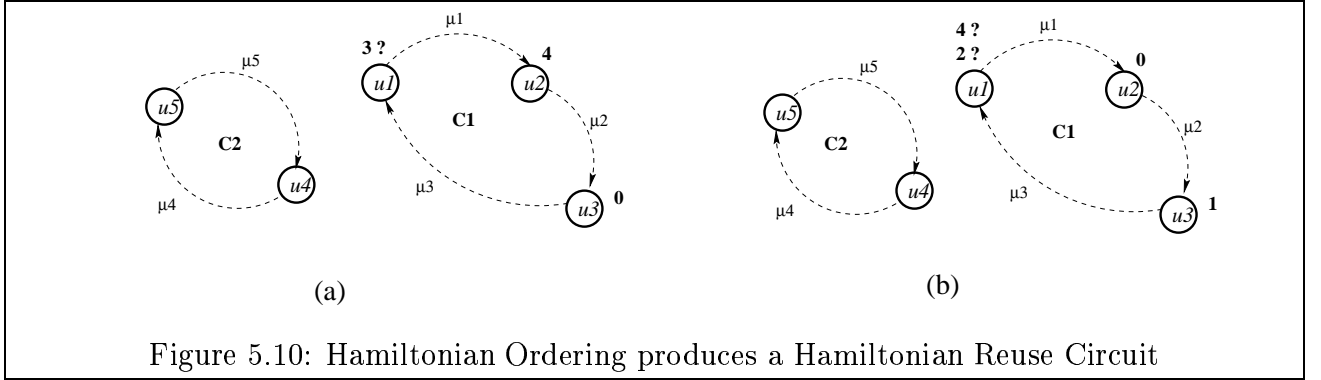 μ1
3 ?
4
μ5
u1
u2
u5
C1
μ2
C2
u4
μ3
μ4
u3
0
(a)
4 ?
μ1
2 ?
0
μ5
u1
u2
u5
C1
μ2
C2
u4
μ3
μ4
u3
1
(b)
Figure 5.10: Hamiltonian Ordering produces a Hamiltonian Reuse Circuit